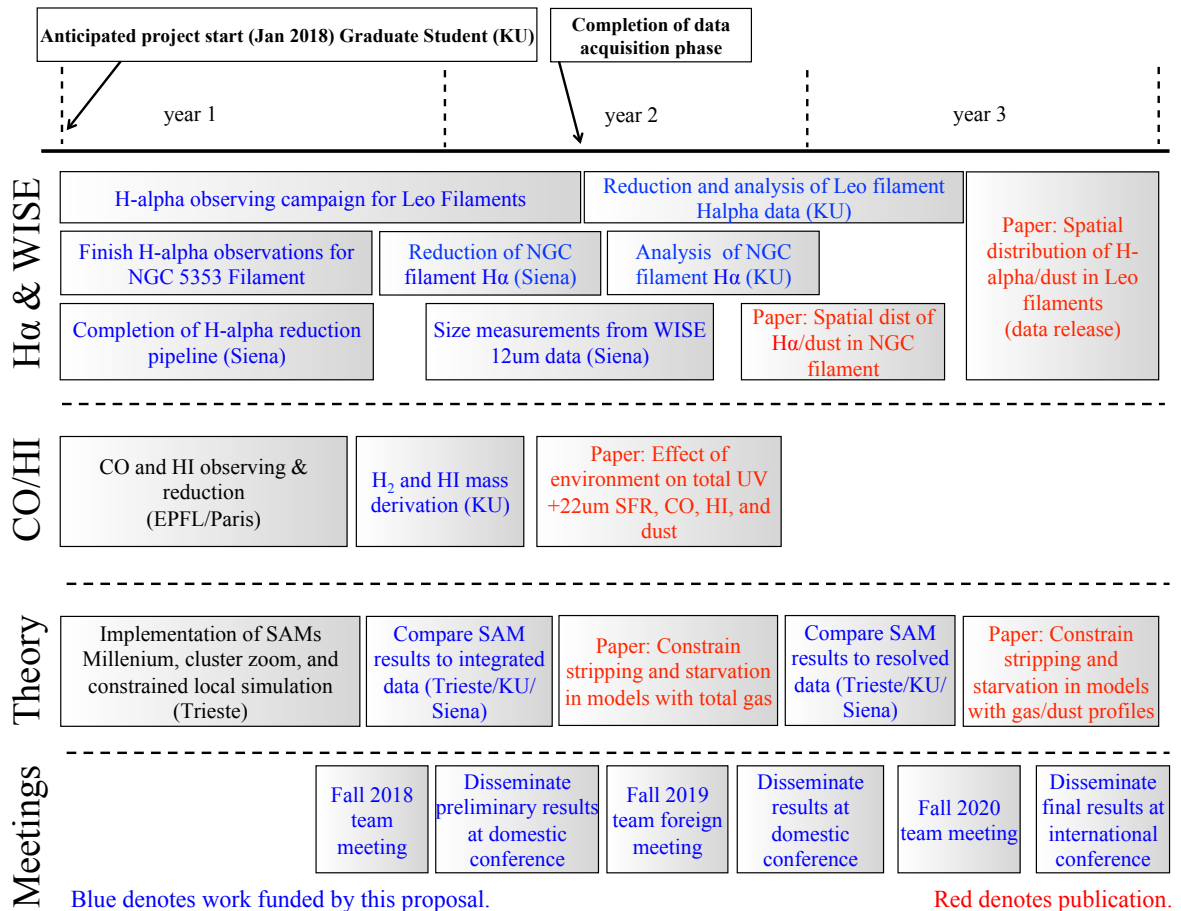 Anticipated project start (Jan 2018) Graduate Student (KU)
Completion of data
acquisition phase
year 1
year 2
year 3
Hα & WISE
H-alpha observing campaign for Leo Filaments
Reduction and analysis of Leo filament
Halpha data (KU)
Paper: Spatial
distribution of H-
alpha/dust in Leo
filaments
(data release)
Finish H-alpha observations for
NGC 5353 Filament
Reduction of NGC
filament Hα (Siena)
Analysis of NGC
filament Hα (KU)
Completion of H-alpha reduction
pipeline (Siena)
Size measurements from WISE
12um data (Siena)
Paper: Spatial dist of
Hα/dust in NGC
filament
CO/HI
CO and HI observing &
reduction
(EPFL/Paris)
H2 and HI mass
derivation (KU)
Paper: Effect of
environment on total UV
+22um SFR, CO, HI, and
dust
Theory
Implementation of SAMs
Millenium, cluster zoom, and
constrained local simulation
(Trieste)
Compare SAM
results to integrated
data (Trieste/KU/
Siena)
Paper: Constrain
stripping and starvation
in models with total gas
Compare SAM
results to resolved
data (Trieste/KU/
Siena)
Paper: Constrain
stripping and
starvation in models
with gas/dust profiles
Meetings
Fall 2018
team
meeting
Disseminate
preliminary results
at domestic
conference
Fall 2019
team foreign
meeting
Disseminate
results at
domestic
conference
Fall 2020
team meeting
Disseminate
final results at
international
conference
Blue denotes work funded by this proposal.
Red denotes publication.